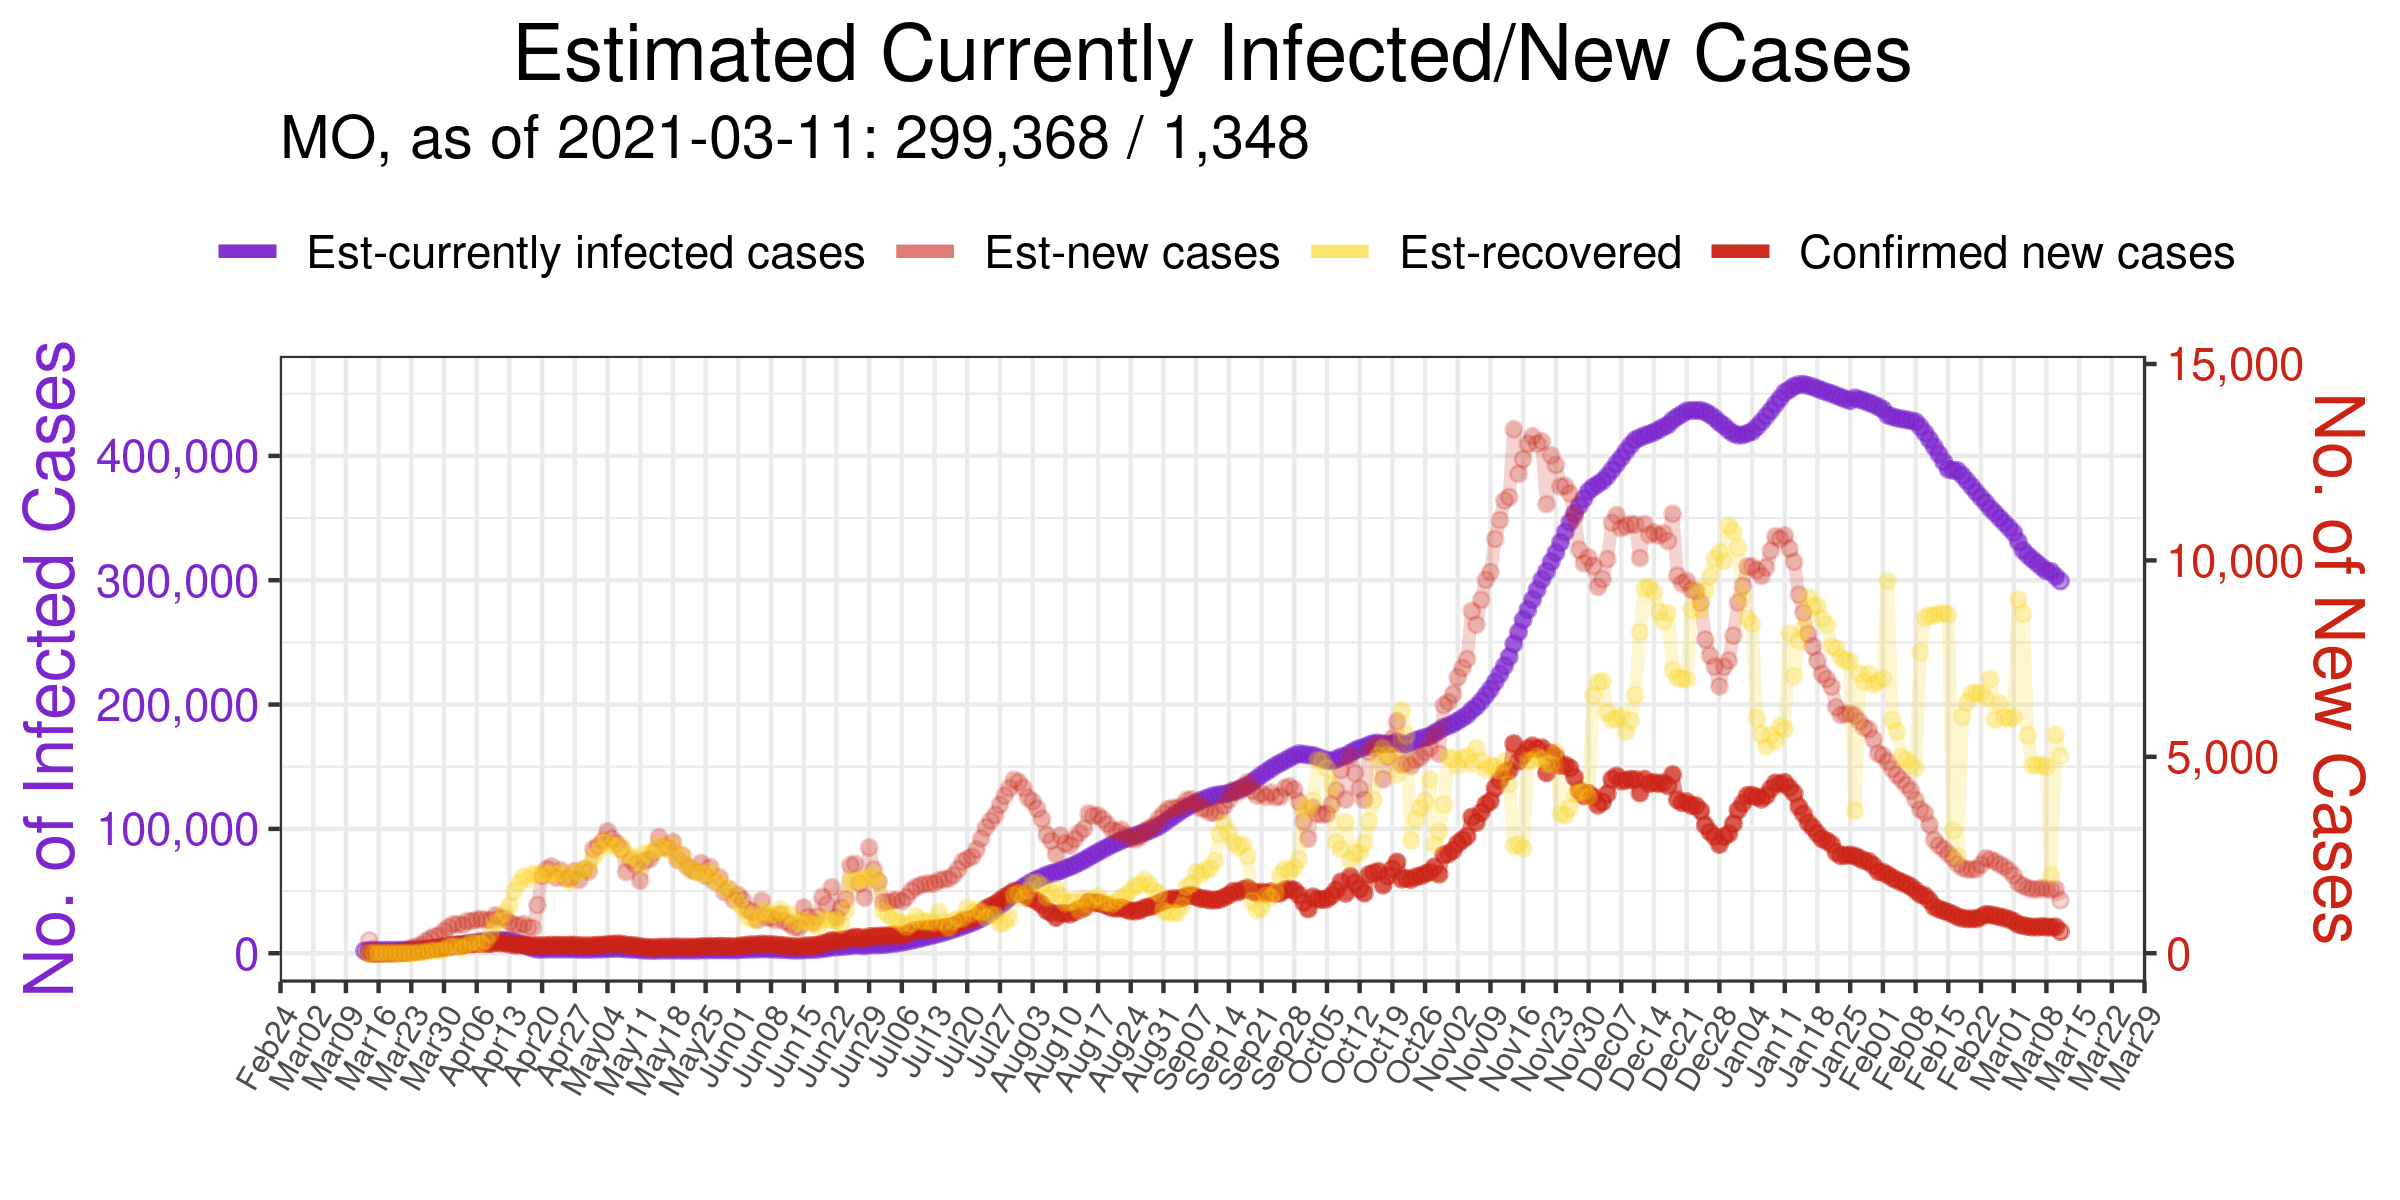 Estimated Currently Infected/New Cases
MO, as of 2021-03-11: 299,368 / 1,348
Est-currently infected cases Est-new cases Est-recovered Confirmed new cases
No. of Infected Cases
400,000
300,000
200,000
100,000
0
15,000
10,000
5,000
0
No. of New Cases
Feb24 Mar02 Mar09 Mar16 Mar23 Mar30 Apr06 Apr13 Apr20 Apr27 May04 May11 May18 May25 Jun01 Jun08 Jun15 Jun22 Jun29 Jul06 Jul13 Jul20 Jul27 Aug03 Aug10 Aug17 Aug24 Aug31 Sep07 Sep14 Sep21 Sep28 Oct05 Oct12 Oct19 Oct26 Nov02 Nov09 Nov16 Nov23 Nov30 Dec07 Dec14 Dec21 Dec28 Jan04 Jan11 Jan18 Jan25 Feb01 Feb08 Feb15 Feb22 Mar01 Mar08 Mar15 Mar22 Mar29